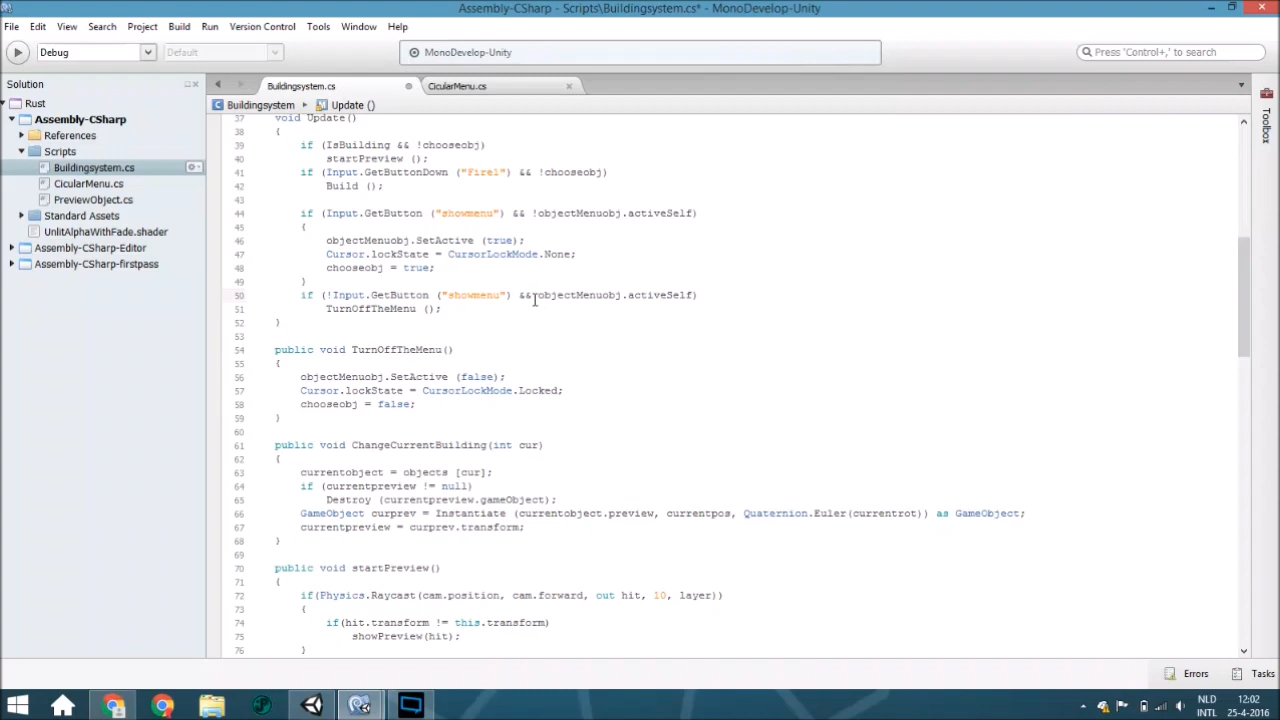 Assembly-CSharp - Scripts\Buildingsystem.cs* - MonoDevelop-Unity
File Edit View Search Project Build Run Version Control Tools Window Help
Debug Default MonoDevelop-Unity Press 'Control+,' to search
Solution Buildingsystem.cs CicularMenu.cs
Rust Buildingsystem Update ()
Assembly-CSharp
References
Scripts
Buildingsystem.cs
CicularMenu.cs
PreviewObject.cs
Standard Assets
UnlitAlphaWithFade.shader
Assembly-CSharp-Editor
Assembly-CSharp-firstpass
Toolbox
37 void Update()
38 {
39 if (IsBuilding && !chooseobj)
40 startPreview ();
41 if (Input.GetButtonDown ("Fire1") && !chooseobj)
42 Build ();
43
44 if (Input.GetButton ("showmenu") && !objectMenuobj.activeSelf)
45 {
46 objectMenuobj.SetActive (true);
47 Cursor.lockState = CursorLockMode.None;
48 chooseobj = true;
49 }
50 if (!Input.GetButton ("showmenu") &&objectMenuobj.activeSelf)
51 TurnOffTheMenu ();
52 }
53
54 public void TurnOffTheMenu()
55 {
56 objectMenuobj.SetActive (false);
57 Cursor.lockState = CursorLockMode.Locked;
58 chooseobj = false;
59 }
60
61 public void ChangeCurrentBuilding(int cur)
62 {
63 currentobject = objects [cur];
64 if (currentpreview != null)
65 Destroy (currentpreview.gameObject);
66 GameObject curprev = Instantiate (currentobject.preview, currentpos, Quaternion.Euler(currentrot)) as GameObject;
67 currentpreview = curprev.transform;
68 }
69
70 public void startPreview()
71 {
72 if(Physics.Raycast(cam.position, cam.forward, out hit, 10, layer))
73 {
74 if(hit.transform != this.transform)
75 showPreview(hit);
76 }
Errors Tasks
NLD 12:02
INTL 25-4-2016